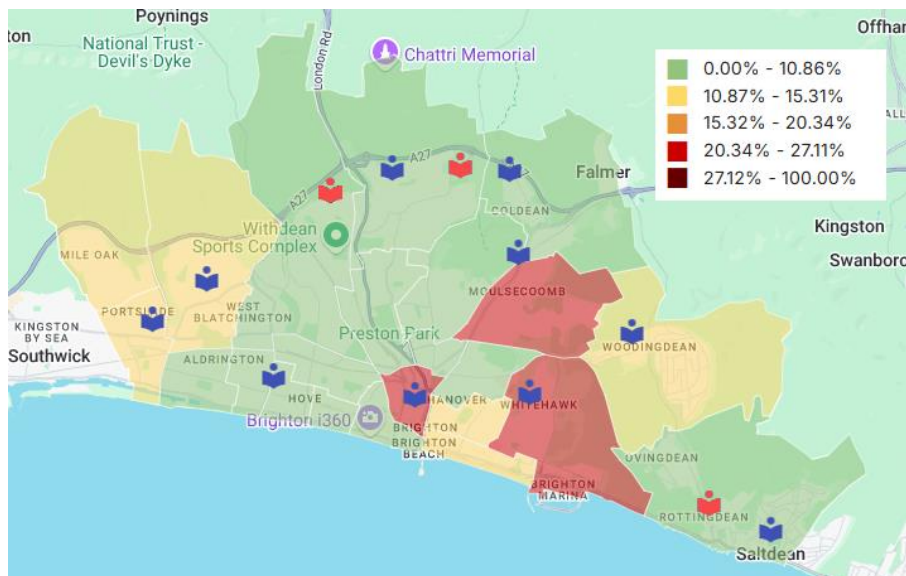 Poynings
Offhar
ton
National Trust -
Devil's Dyke
London Rd
Chattri Memorial
0.00% - 10.86%
10.87% - 15.31%
15.32% - 20.34%
20.34% - 27.11%
27.12% - 100.00%
A27
Falmer
A27
COLDEAN
Kingston
Withdean
Sports Complex
Swanboro
MILE OAK
MOULSECOOMB
PORTSLADE
WEST
BLATCHINGTON
KINGSTON
BY SEA
Preston Park
WOODINGDEAN
Southwick
ALDRINGTON
HOVE
HANOVER
WHITEHAWK
Brighton i360
BRIGHTON
BRIGHTON
BEACH
OVINGDEAN
BRIGHTON
MARINA
ROTTINGDEAN
Saltdean